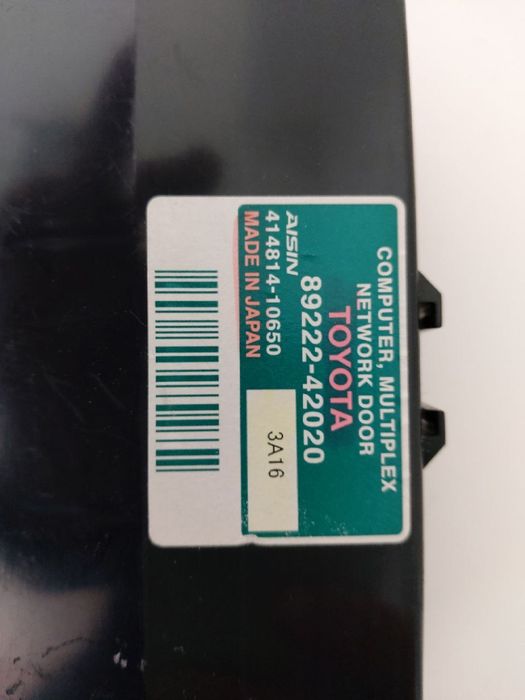 COMPUTER, MULTIPLEX
NETWORK DOOR
TOYOTA
89222-42020
AISIN
414814-10650
MADE IN JAPAN
3A16